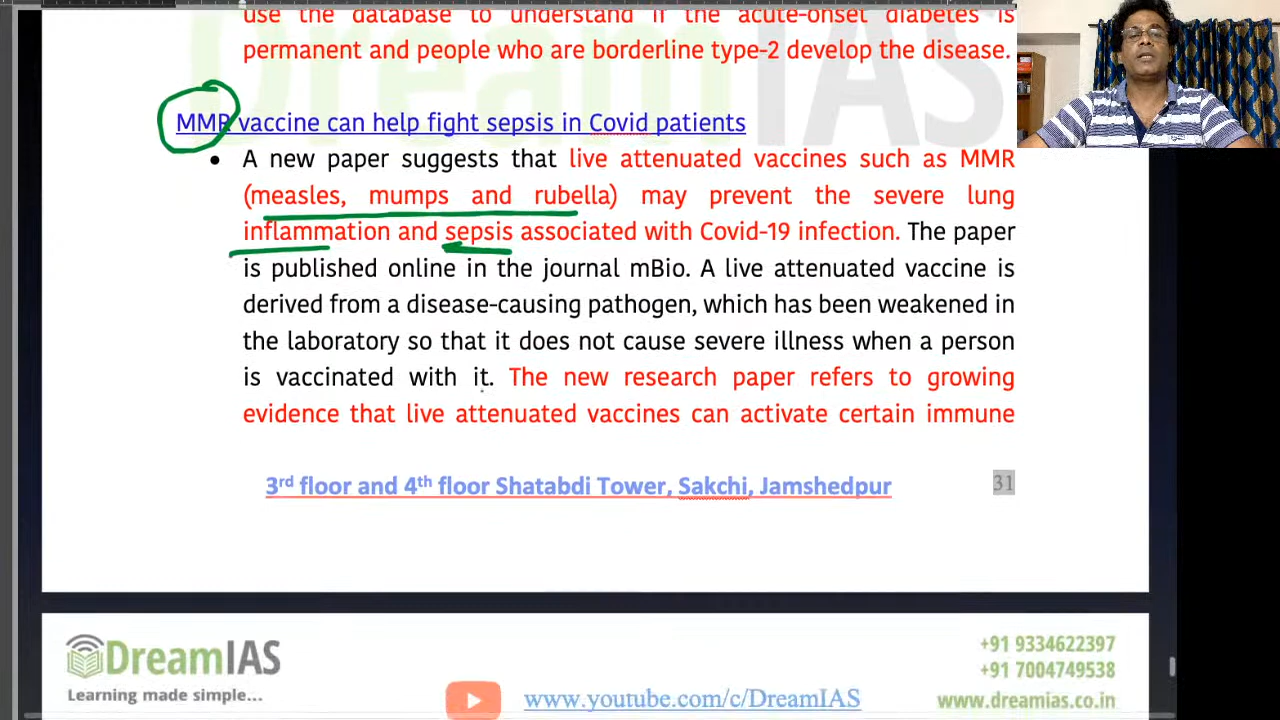 use the database to understand if the acute-onset diabetes is
permanent and people who are borderline type-2 develop the disease.
DreamIAS
MMR vaccine can help fight sepsis in Covid patients
• A new paper suggests that live attenuated vaccines such as MMR
(measles, mumps and rubella) may prevent the severe lung
inflammation and sepsis associated with Covid-19 infection. The paper
is published online in the journal mBio. A live attenuated vaccine is
derived from a disease-causing pathogen, which has been weakened in
the laboratory so that it does not cause severe illness when a person
is vaccinated with it. The new research paper refers to growing
evidence that live attenuated vaccines can activate certain immune
3rd floor and 4th floor Shatabdi Tower, Sakchi, Jamshedpur
31
DreamIAS
Learning made simple...
www.youtube.com/c/DreamIAS
+91 9334622397
+91 7004749538
www.dreamias.co.in